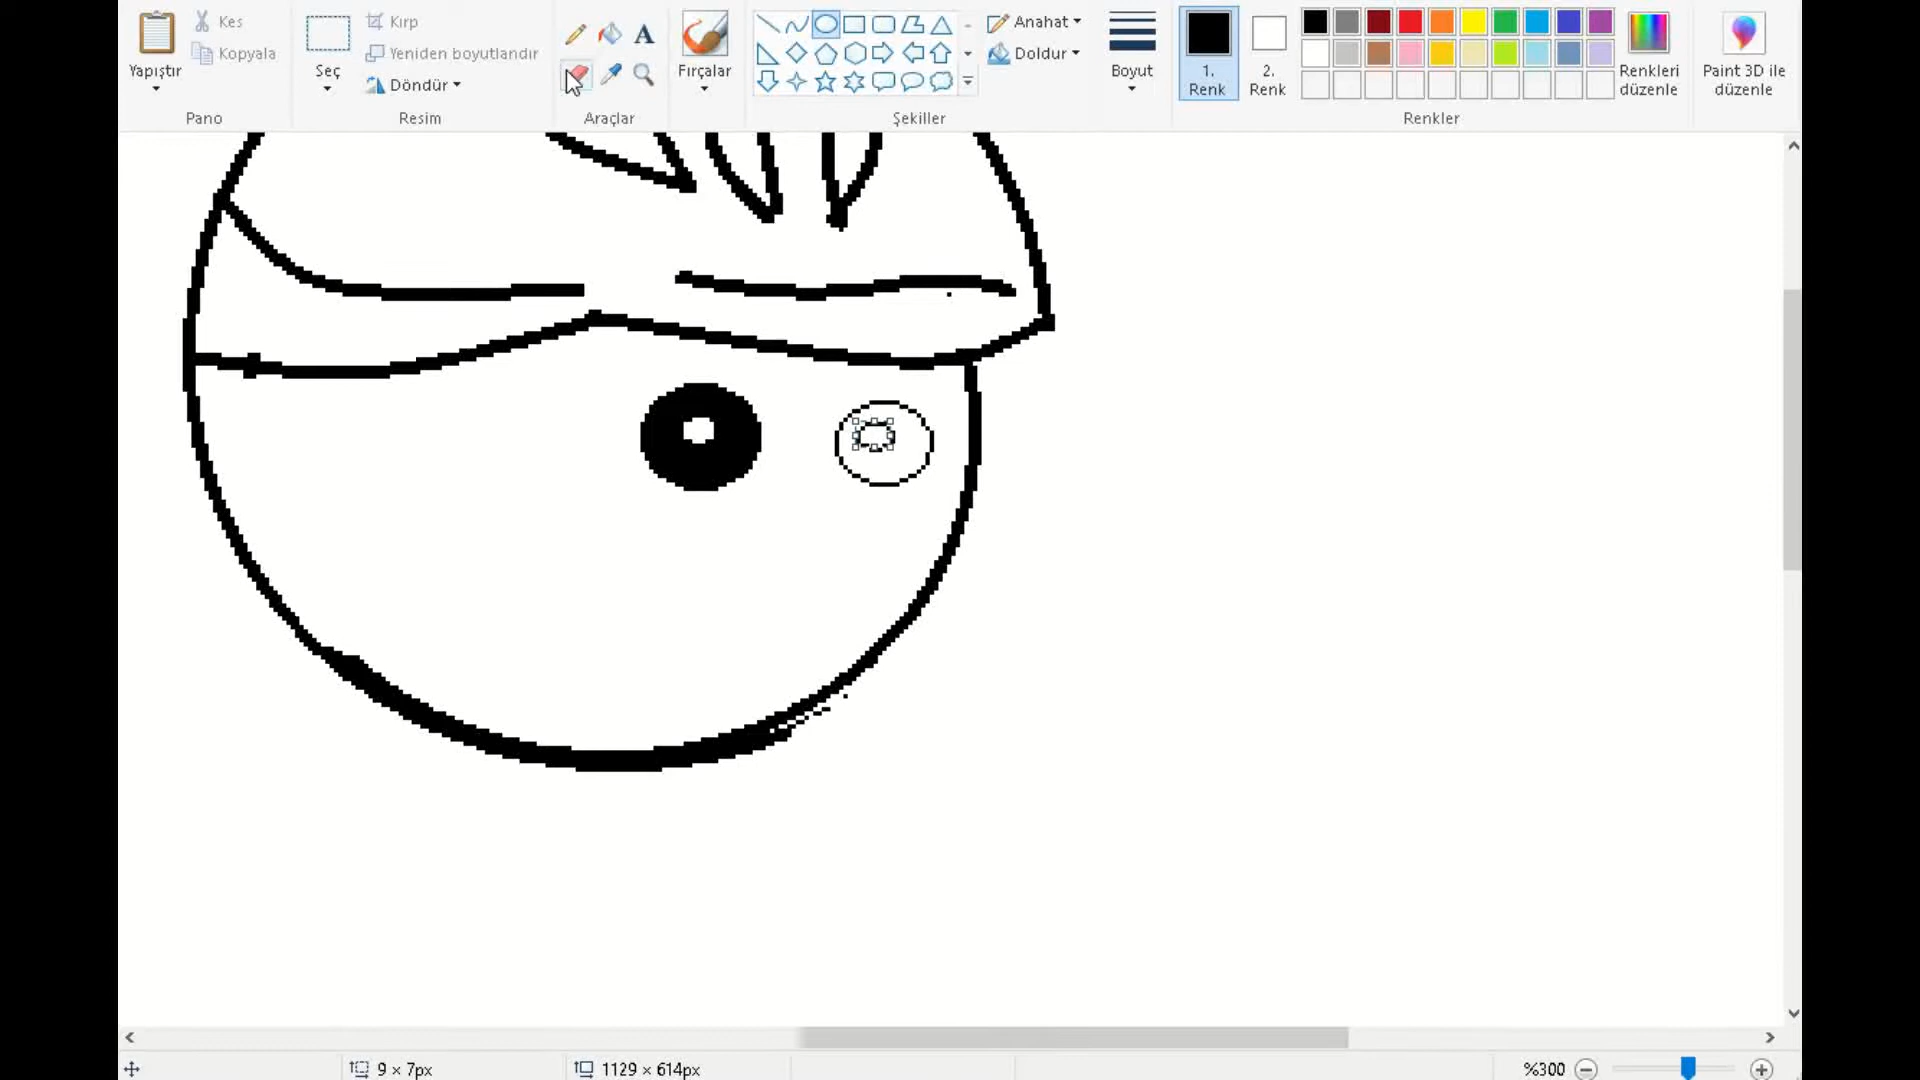 Yapıştır
Kes
Kopyala
Pano
Seç
Kırp
Yeniden boyutlandır
Döndür
Resim
A
Araçlar
Fırçalar
Şekiller
Anahat
Doldur
Boyut
1.
Renk
2.
Renk
Renkleri
düzenle
Renkler
Paint 3D ile
düzenle
9 × 7px
1129 × 614px
%300